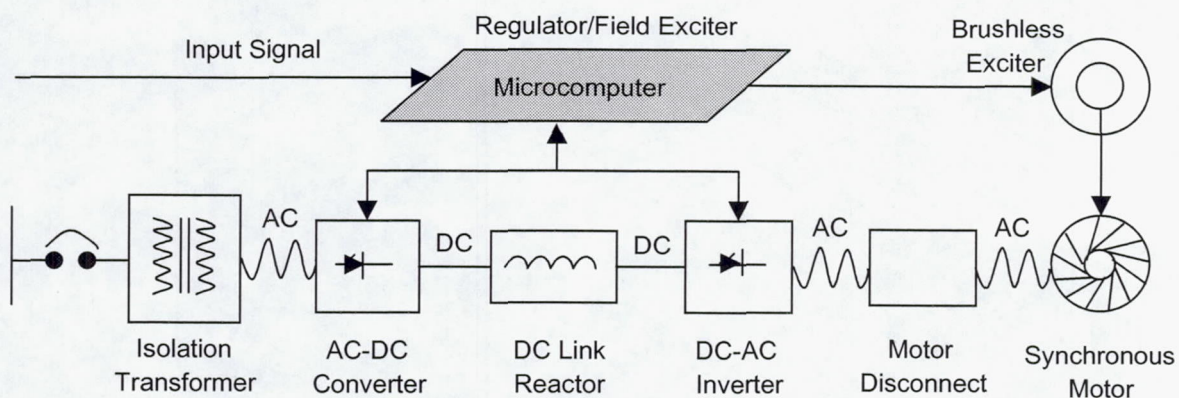 Regulator/Field Exciter
Input Signal
Microcomputer
Brushless
Exciter
AC
DC
DC
AC
AC
Isolation
Transformer
AC-DC
Converter
DC Link
Reactor
DC-AC
Inverter
Motor
Disconnect
Synchronous
Motor